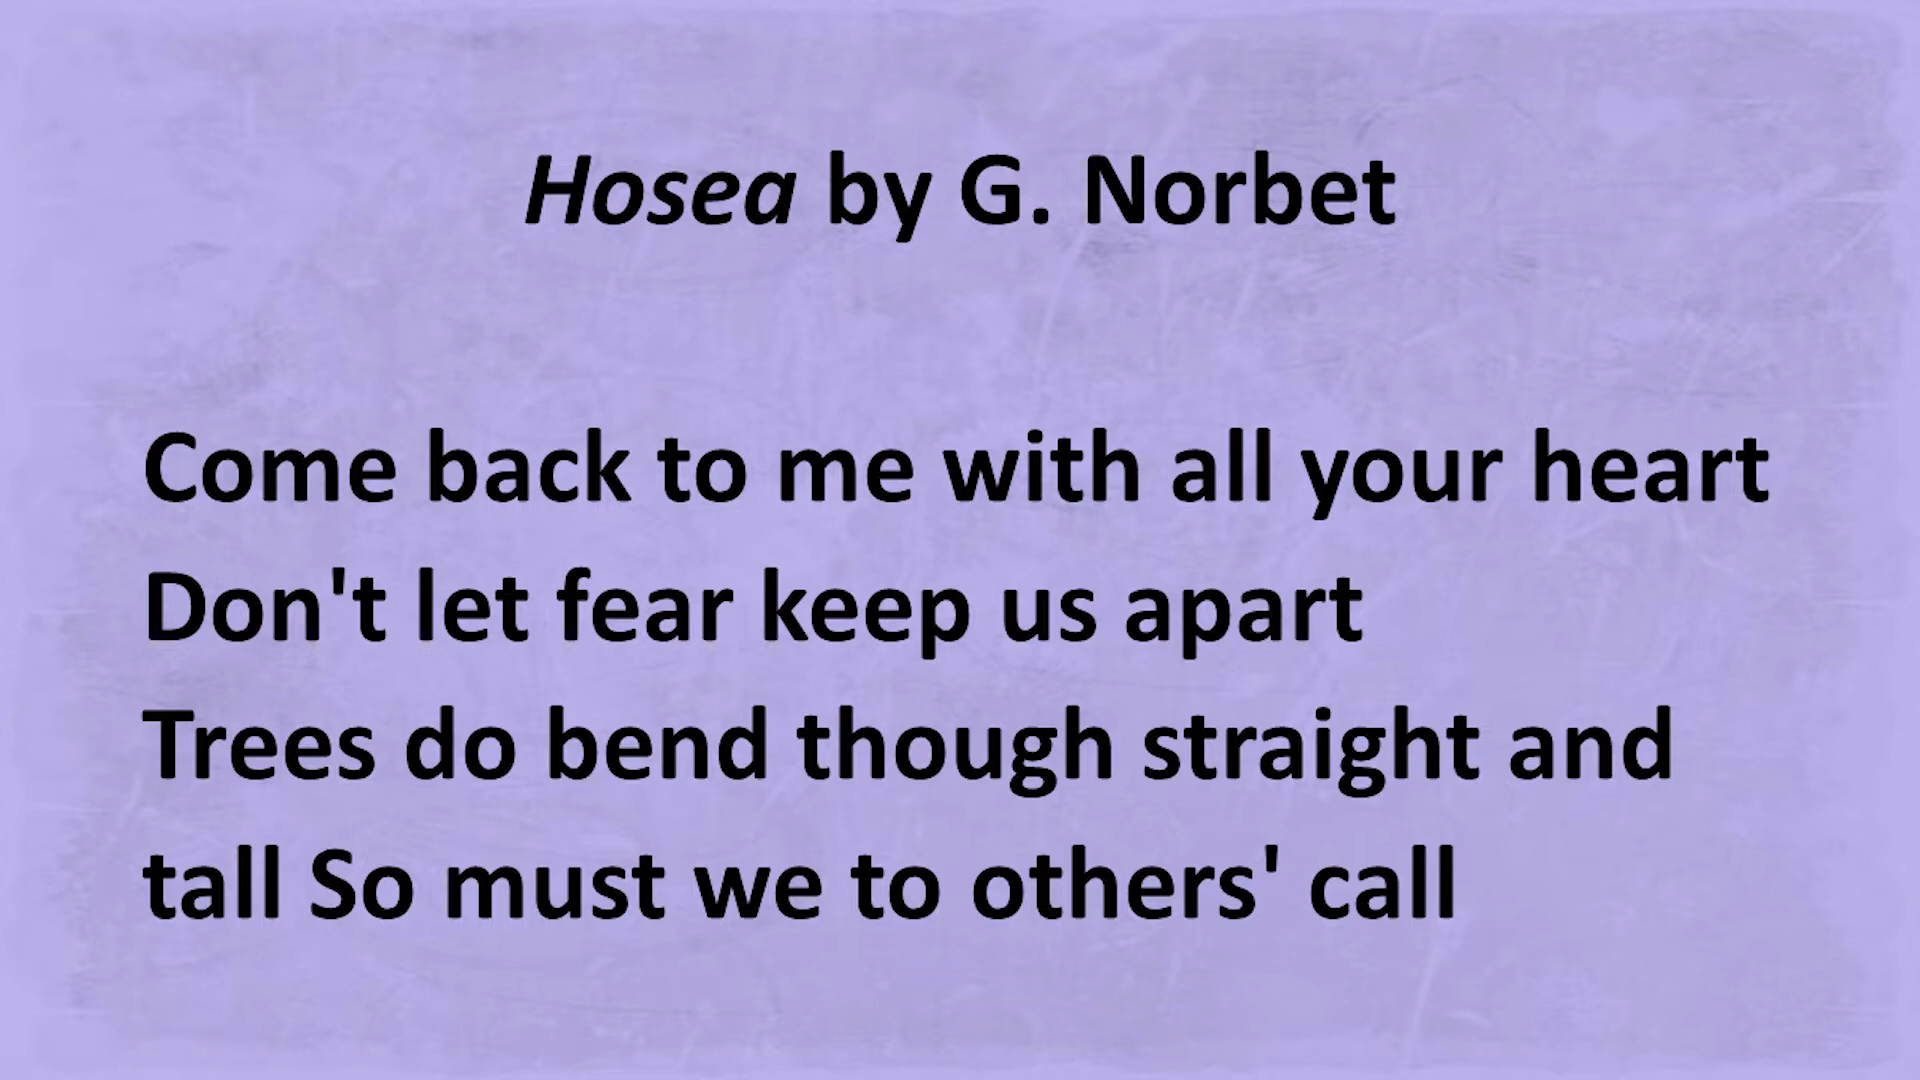 Hosea by G. Norbet
Come back to me with all your heart
Don't let fear keep us apart
Trees do bend though straight and
tall So must we to others' call